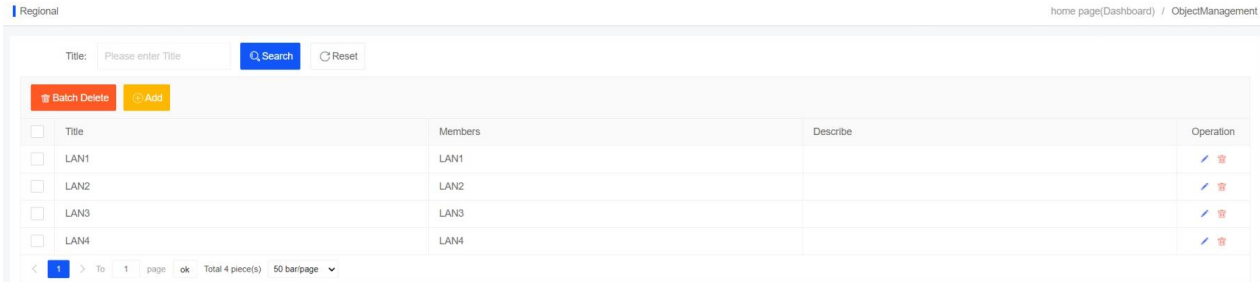 Regional home page(Dashboard) / ObjectManagement
Title: Please enter Title Search Reset
Batch Delete Add
Title Members Describe Operation
LAN1 LAN1
LAN2 LAN2
LAN3 LAN3
LAN4 LAN4
< 1 > To 1 page ok Total 4 piece(s) 50 bar/page